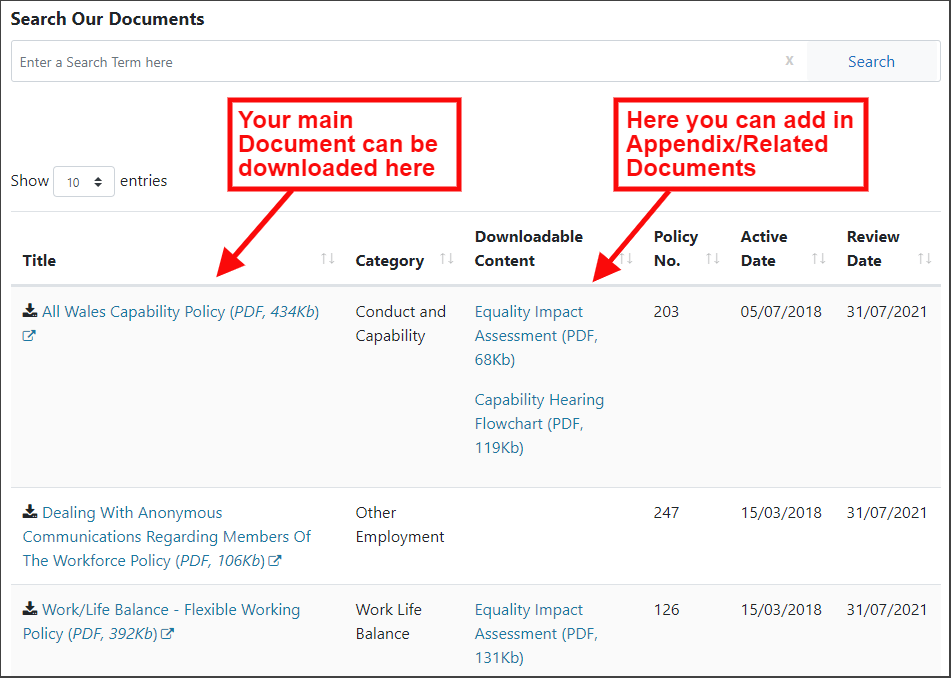 Search Our Documents
Enter a Search Term here
x
Search
Your main
Document can be
downloaded here
Here you can add in
Appendix/Related
Documents
Show 10 entries
Title
Category
Downloadable
Content
Policy
No.
Active
Date
Review
Date
All Wales Capability Policy (PDF, 434Kb)
Conduct and
Capability
Equality Impact
Assessment (PDF,
68Kb)
Capability Hearing
Flowchart (PDF,
119Kb)
203
05/07/2018
31/07/2021
Dealing With Anonymous
Communications Regarding Members Of
The Workforce Policy (PDF, 106Kb)
Other
Employment
247
15/03/2018
31/07/2021
Work/Life Balance - Flexible Working
Policy (PDF, 392Kb)
Work Life
Balance
Equality Impact
Assessment (PDF,
131Kb)
126
15/03/2018
31/07/2021